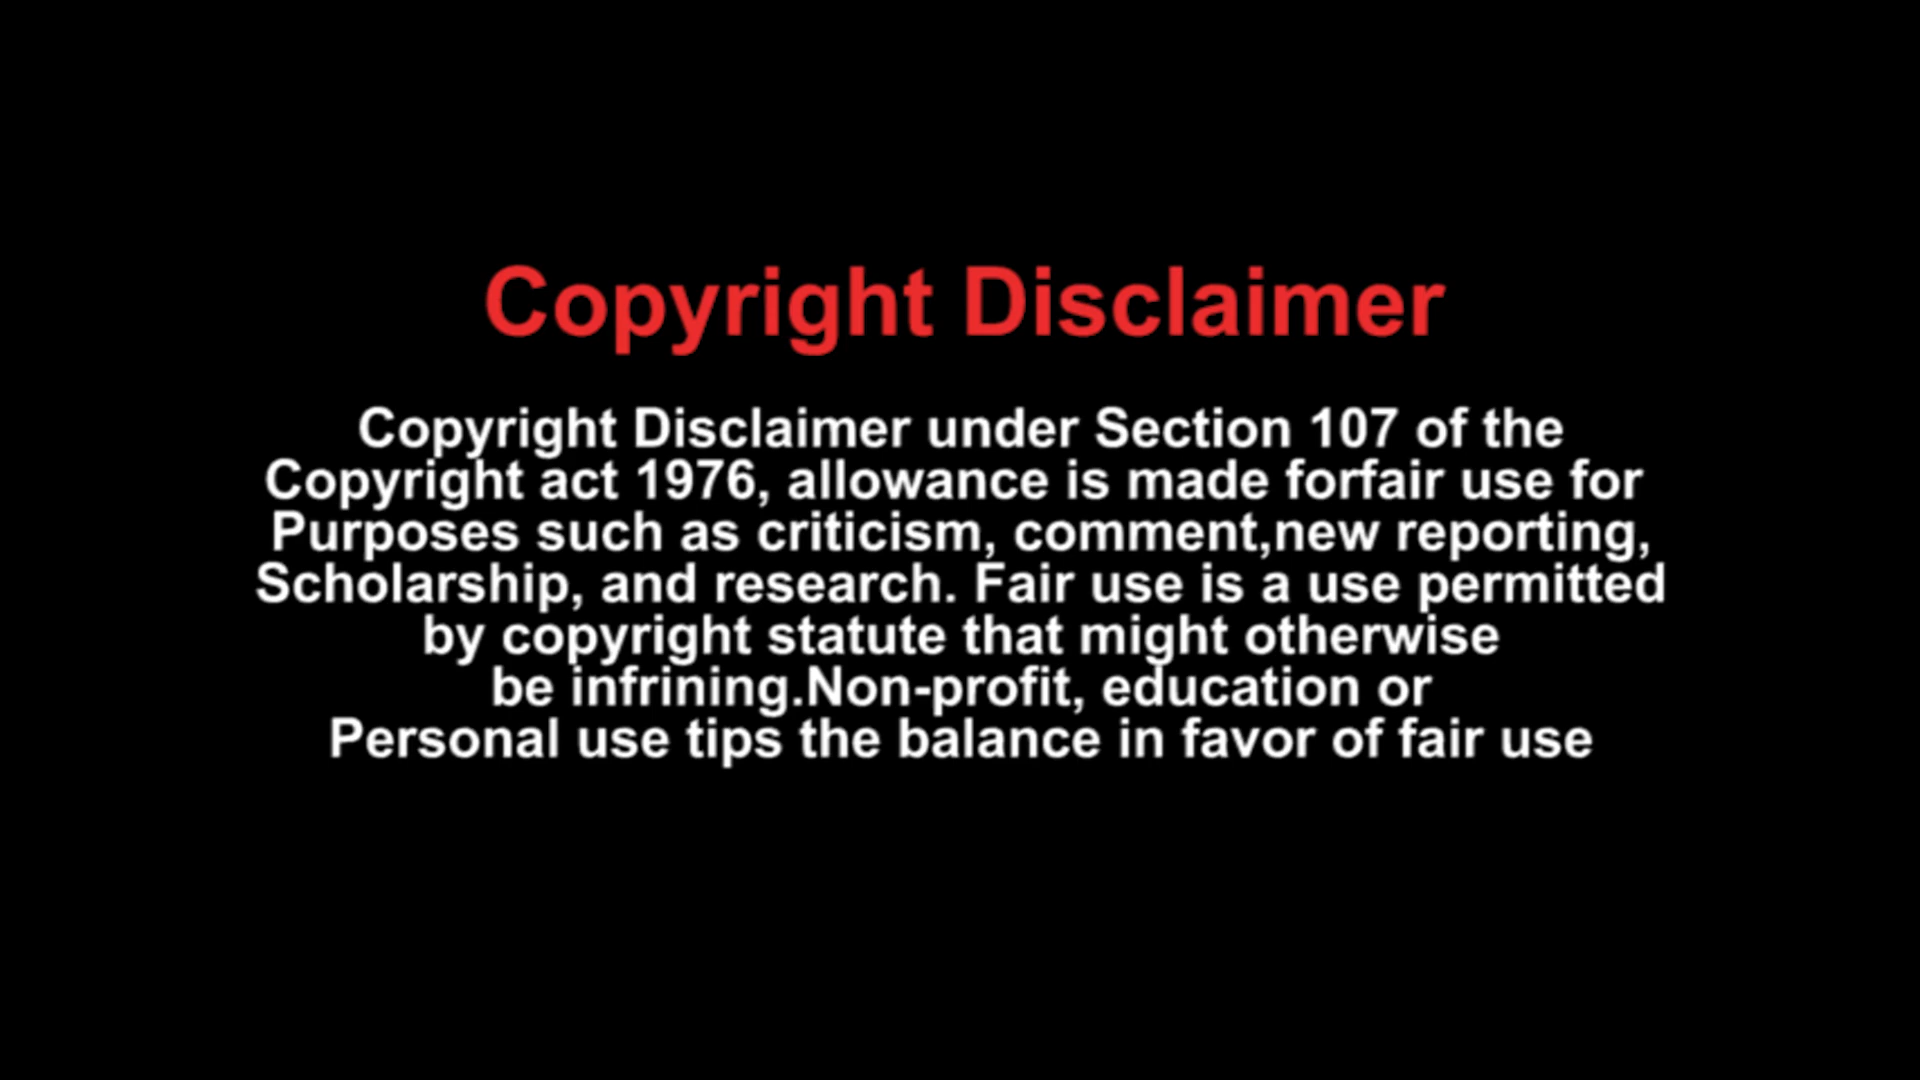 Copyright Disclaimer
Copyright Disclaimer under Section 107 of the
Copyright act 1976, allowance is made forfair use for
Purposes such as criticism, comment,new reporting,
Scholarship, and research. Fair use is a use permitted
by copyright statute that might otherwise
be infrining.Non-profit, education or
Personal use tips the balance in favor of fair use